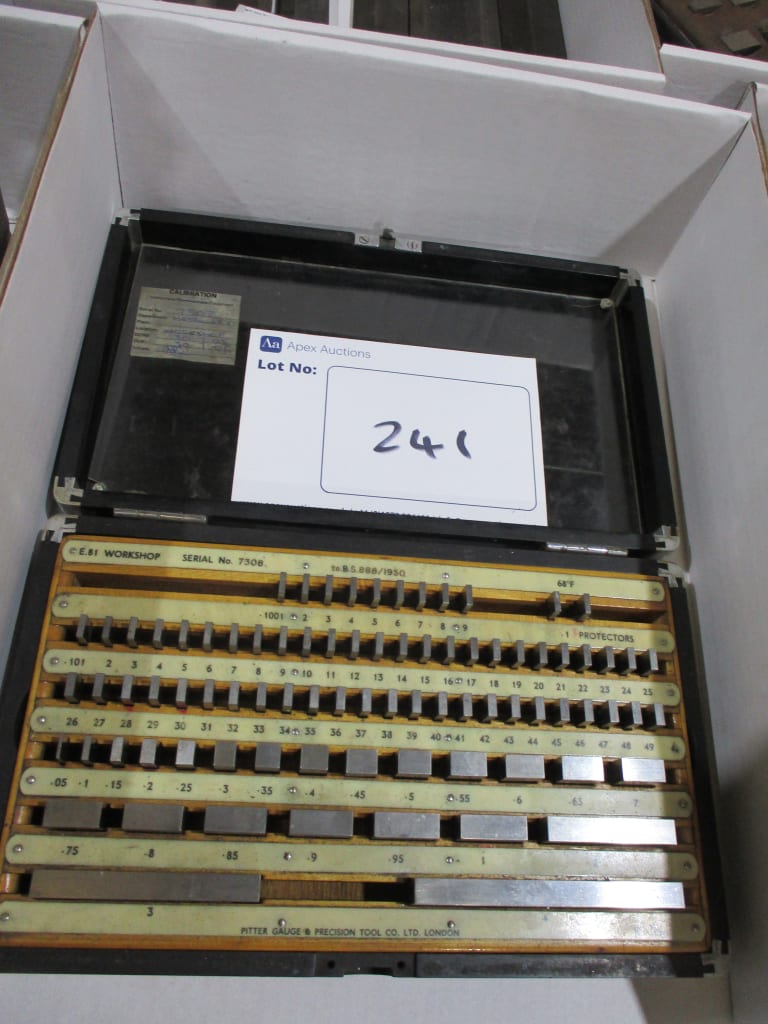 CALIBRATION
Aa Apex Auctions
Lot No:
241
E.81 WORKSHOP SERIAL No. 7308. to B.S.888/1950 68°F
·1001 2 3 4 5 6 7 8 9 ·1 PROTECTORS
·101 2 3 4 5 6 7 8 9 10 11 12 13 14 15 16 17 18 19 20 21 22 23 24 25
26 27 28 29 30 31 32 33 34 35 36 37 38 39 40 41 42 43 44 45 46 47 48 49
·05 ·1 ·15 ·2 ·25 ·3 ·35 ·4 ·45 ·5 ·55 ·6 ·65 ·7
·75 ·8 ·85 ·9 ·95 1
3
PITTER GAUGE & PRECISION TOOL CO. LTD. LONDON